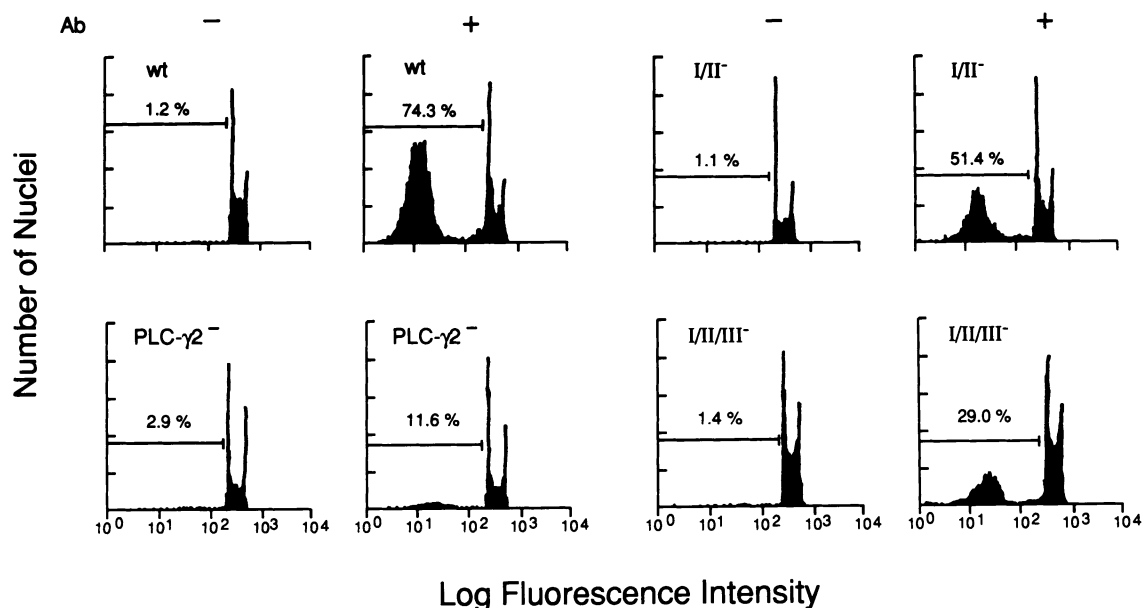 Ab − + − +
wt wt I/II⁻ I/II⁻
1.2 % 74.3 % 1.1 % 51.4 %
Number of Nuclei
PLC-γ2⁻ PLC-γ2⁻ I/II/III⁻ I/II/III⁻
2.9 % 11.6 % 1.4 % 29.0 %
10⁰ 10¹ 10² 10³ 10⁴ 10⁰ 10¹ 10² 10³ 10⁴ 10⁰ 10¹ 10² 10³ 10⁴ 10⁰ 10¹ 10² 10³ 10⁴
Log Fluorescence Intensity